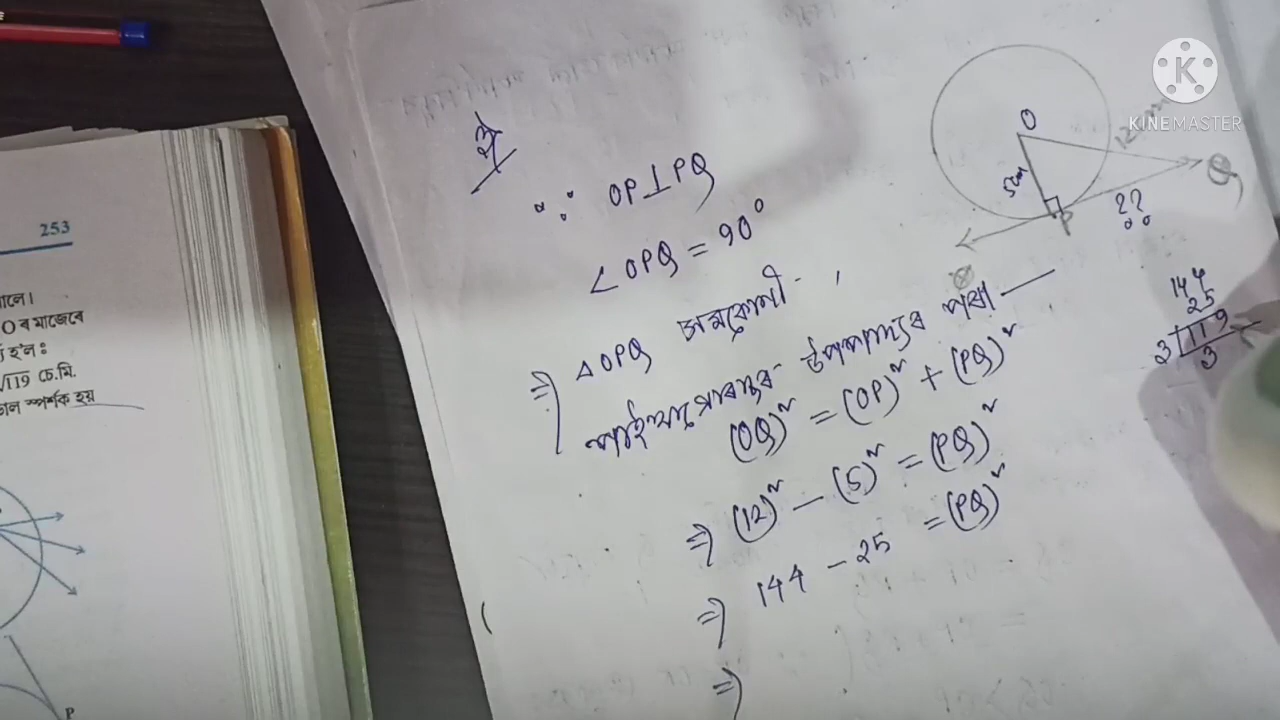 253
O ৰ মাজেৰে
হ'ল:
√119 চে.মি.
স্পৰ্শক হয়
P
∵ OP⊥PQ
∠OPQ = 90°
⇒ △OPQ সমকোণী
পাইথাগোৰাছৰ উপপাদ্যৰ পৰা —
(OQ)² = (OP)² + (PQ)²
⇒ (12)² − (5)² = (PQ)²
⇒ 144 − 25 = (PQ)²
⇒
O
5cm
P
Q
??
144
25
3 119
3
K
KINEMASTER